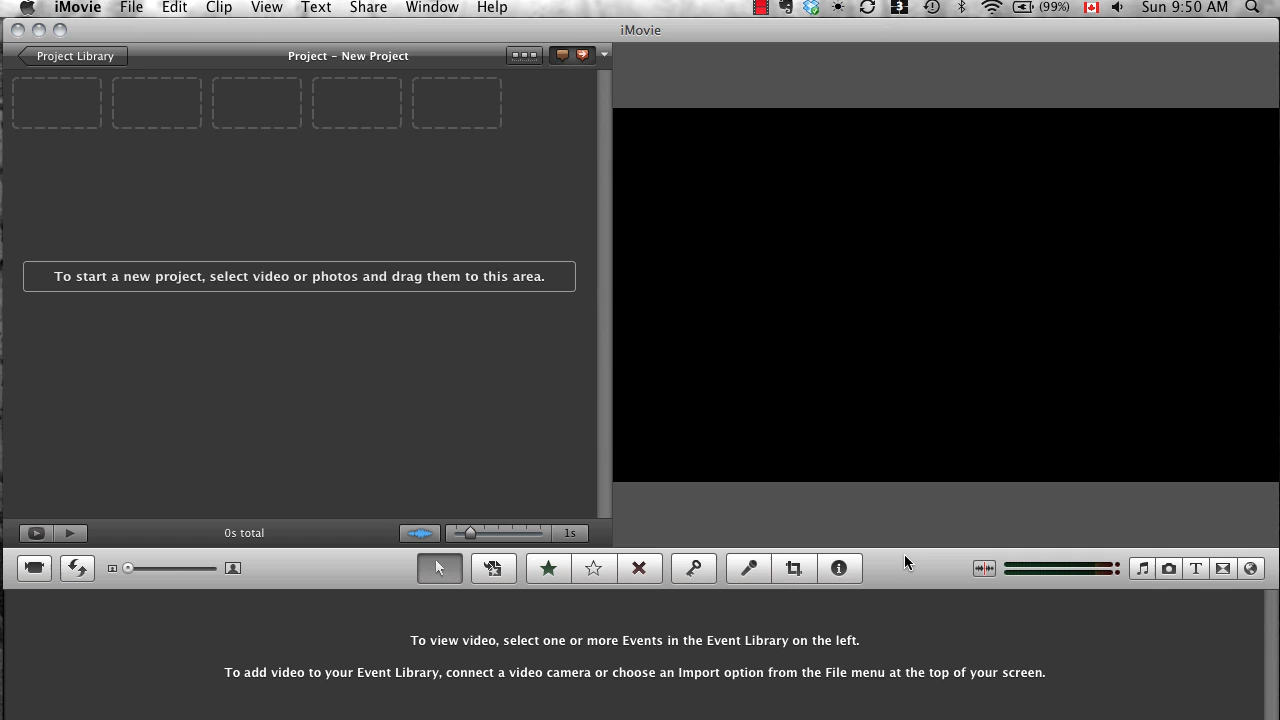 iMovie File Edit Clip View Text Share Window Help 3 (99%) Sun 9:50 AM
iMovie
Project Library Project – New Project
To start a new project, select video or photos and drag them to this area.
0s total 1s
To view video, select one or more Events in the Event Library on the left.
To add video to your Event Library, connect a video camera or choose an Import option from the File menu at the top of your screen.